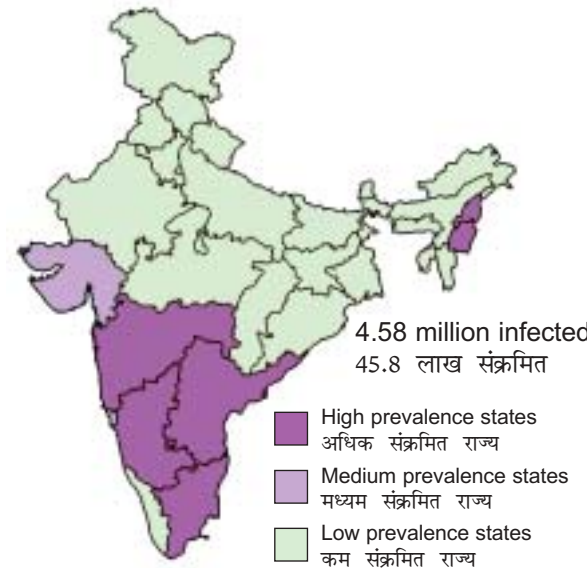 4.58 million infected
45.8 लाख संक्रमित
High prevalence states
अधिक संक्रमित राज्य
Medium prevalence states
मध्यम संक्रमित राज्य
Low prevalence states
कम संक्रमित राज्य